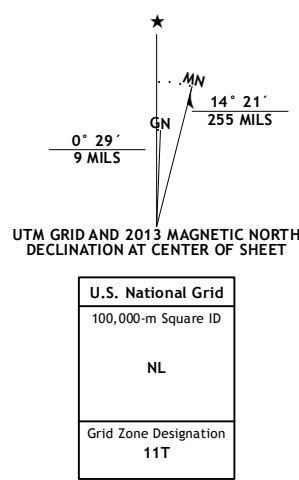 MN
GN
14° 21´
255 MILS
0° 29´
9 MILS
UTM GRID AND 2013 MAGNETIC NORTH
DECLINATION AT CENTER OF SHEET
U.S. National Grid
100,000-m Square ID
NL
Grid Zone Designation
11T